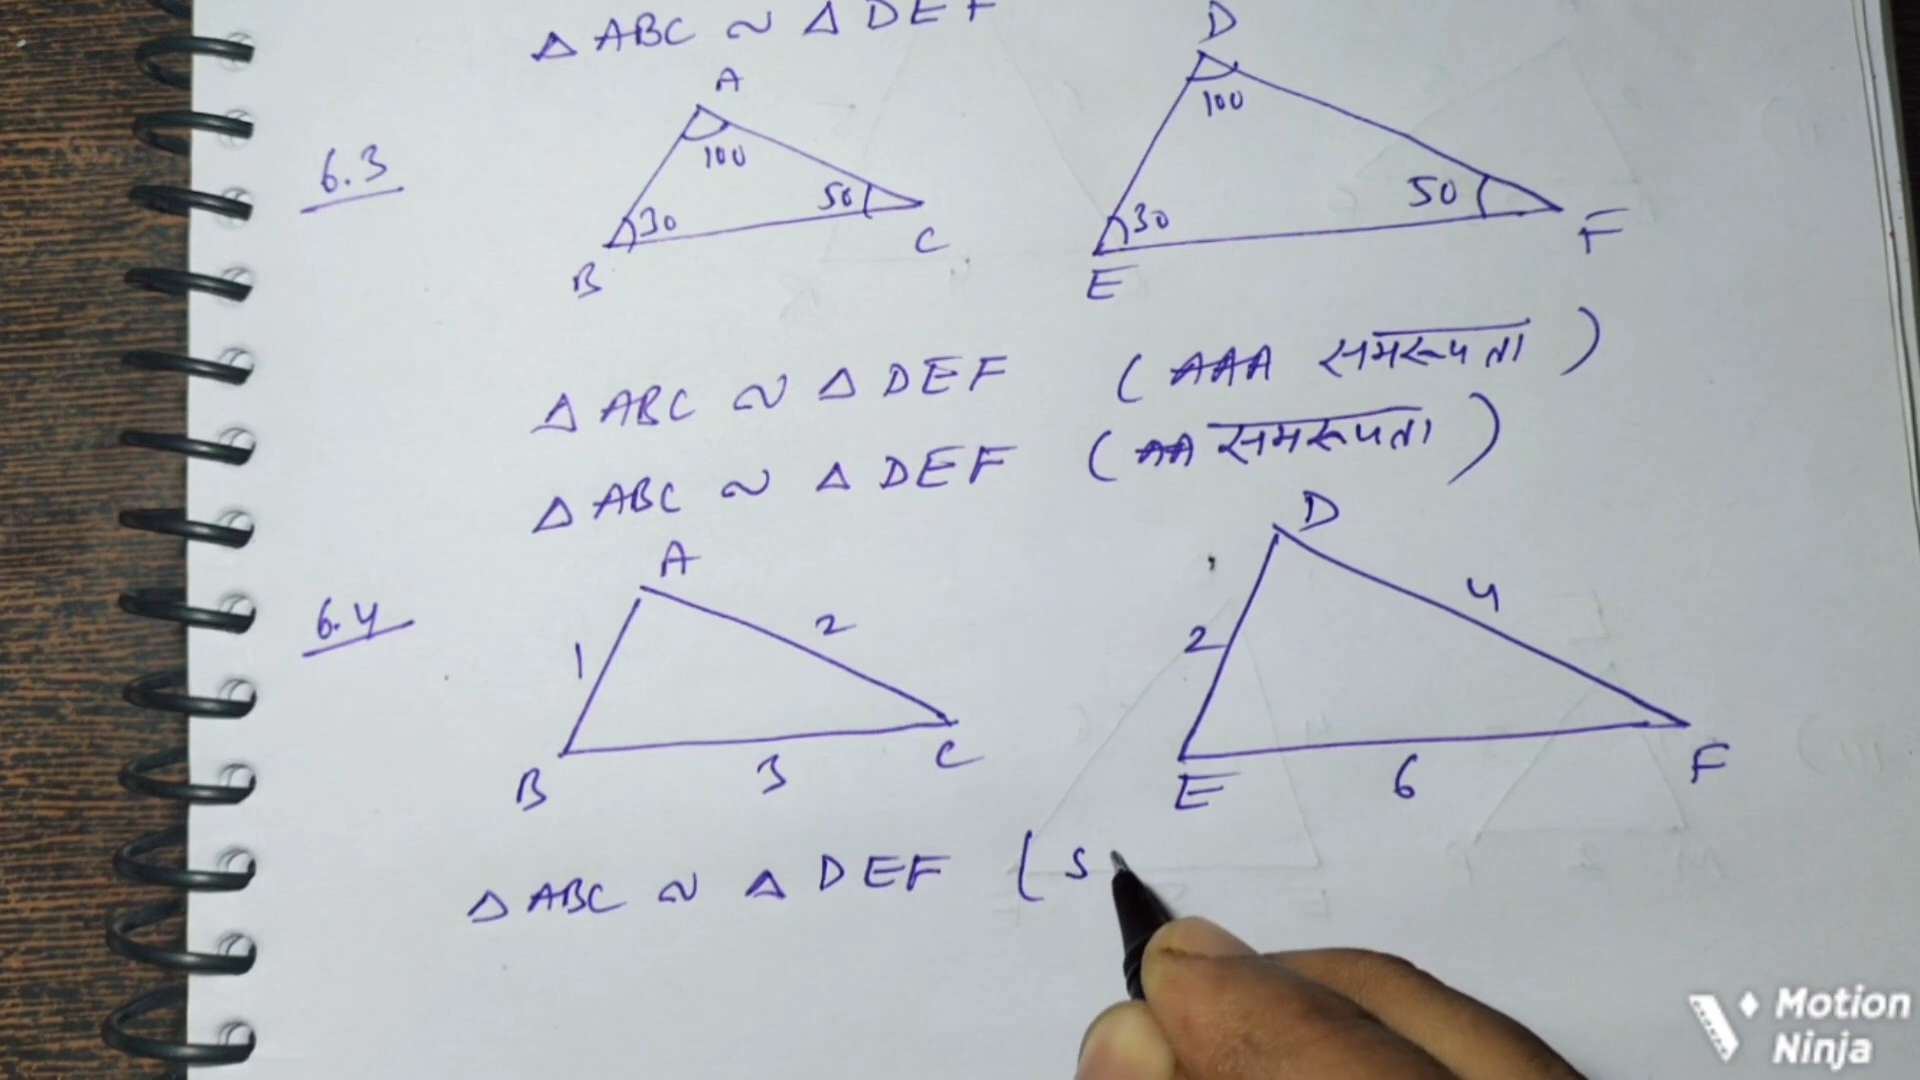 △ ABC ~ △ DEF
D
A
6.3
100
100
30
50
30
50
B
C
E
F
△ ABC ~ △ DEF (AAA समरूपता)
△ ABC ~ △ DEF (AA समरूपता)
D
A
6.4
1
2
2
4
B
3
C
E
6
F
△ ABC ~ △ DEF (S
Motion
Ninja